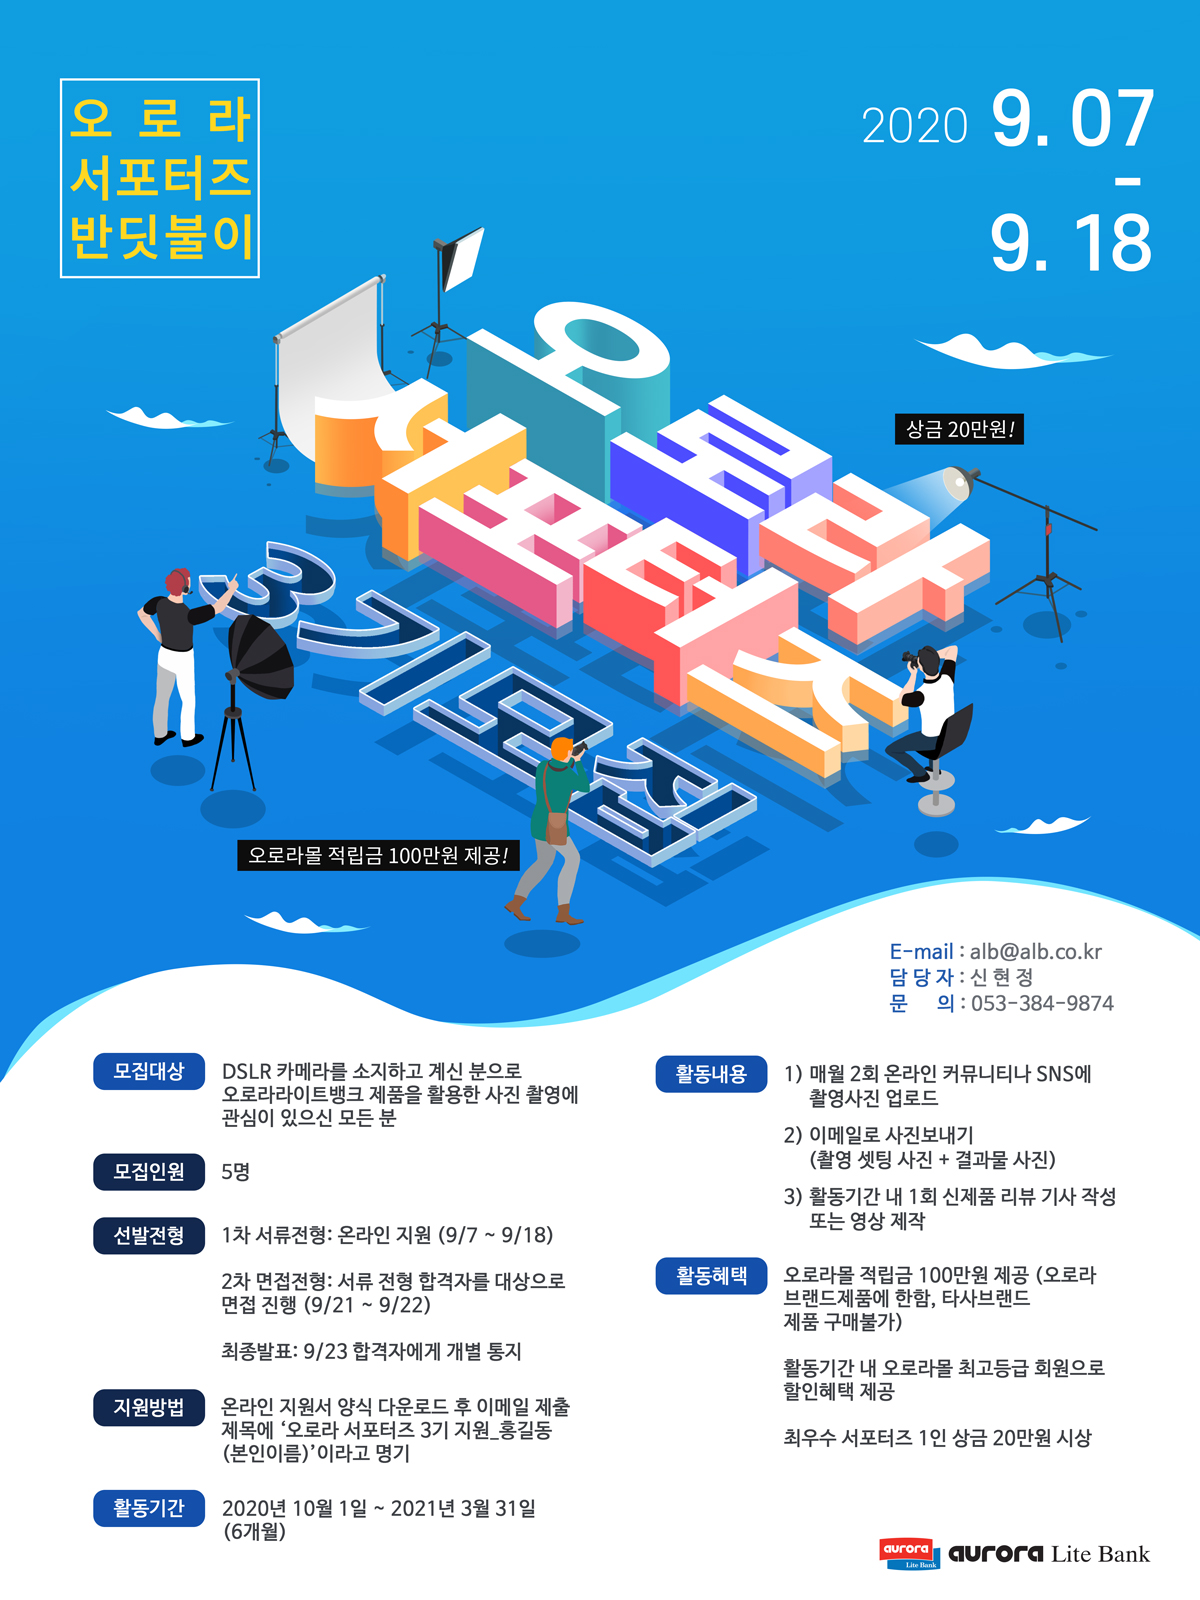 오로라
서포터즈
반딧불이
2020 9. 07
-
9. 18
오로라
서포터즈
3기모집
상금 20만원!
오로라몰 적립금 100만원 제공!
E-mail : alb@alb.co.kr
담 당 자 : 신 현 정
문 의 : 053-384-9874
모집대상
DSLR 카메라를 소지하고 계신 분으로
오로라라이트뱅크 제품을 활용한 사진 촬영에
관심이 있으신 모든 분
모집인원
5명
선발전형
1차 서류전형: 온라인 지원 (9/7 ~ 9/18)
2차 면접전형: 서류 전형 합격자를 대상으로
면접 진행 (9/21 ~ 9/22)
최종발표: 9/23 합격자에게 개별 통지
지원방법
온라인 지원서 양식 다운로드 후 이메일 제출
제목에 ‘오로라 서포터즈 3기 지원_홍길동
(본인이름)’이라고 명기
활동기간
2020년 10월 1일 ~ 2021년 3월 31일
(6개월)
활동내용
1) 매월 2회 온라인 커뮤니티나 SNS에
촬영사진 업로드
2) 이메일로 사진보내기
(촬영 셋팅 사진 + 결과물 사진)
3) 활동기간 내 1회 신제품 리뷰 기사 작성
또는 영상 제작
활동혜택
오로라몰 적립금 100만원 제공 (오로라
브랜드제품에 한함, 타사브랜드
제품 구매불가)
활동기간 내 오로라몰 최고등급 회원으로
할인혜택 제공
최우수 서포터즈 1인 상금 20만원 시상
aurora
Lite Bank
aurora Lite Bank